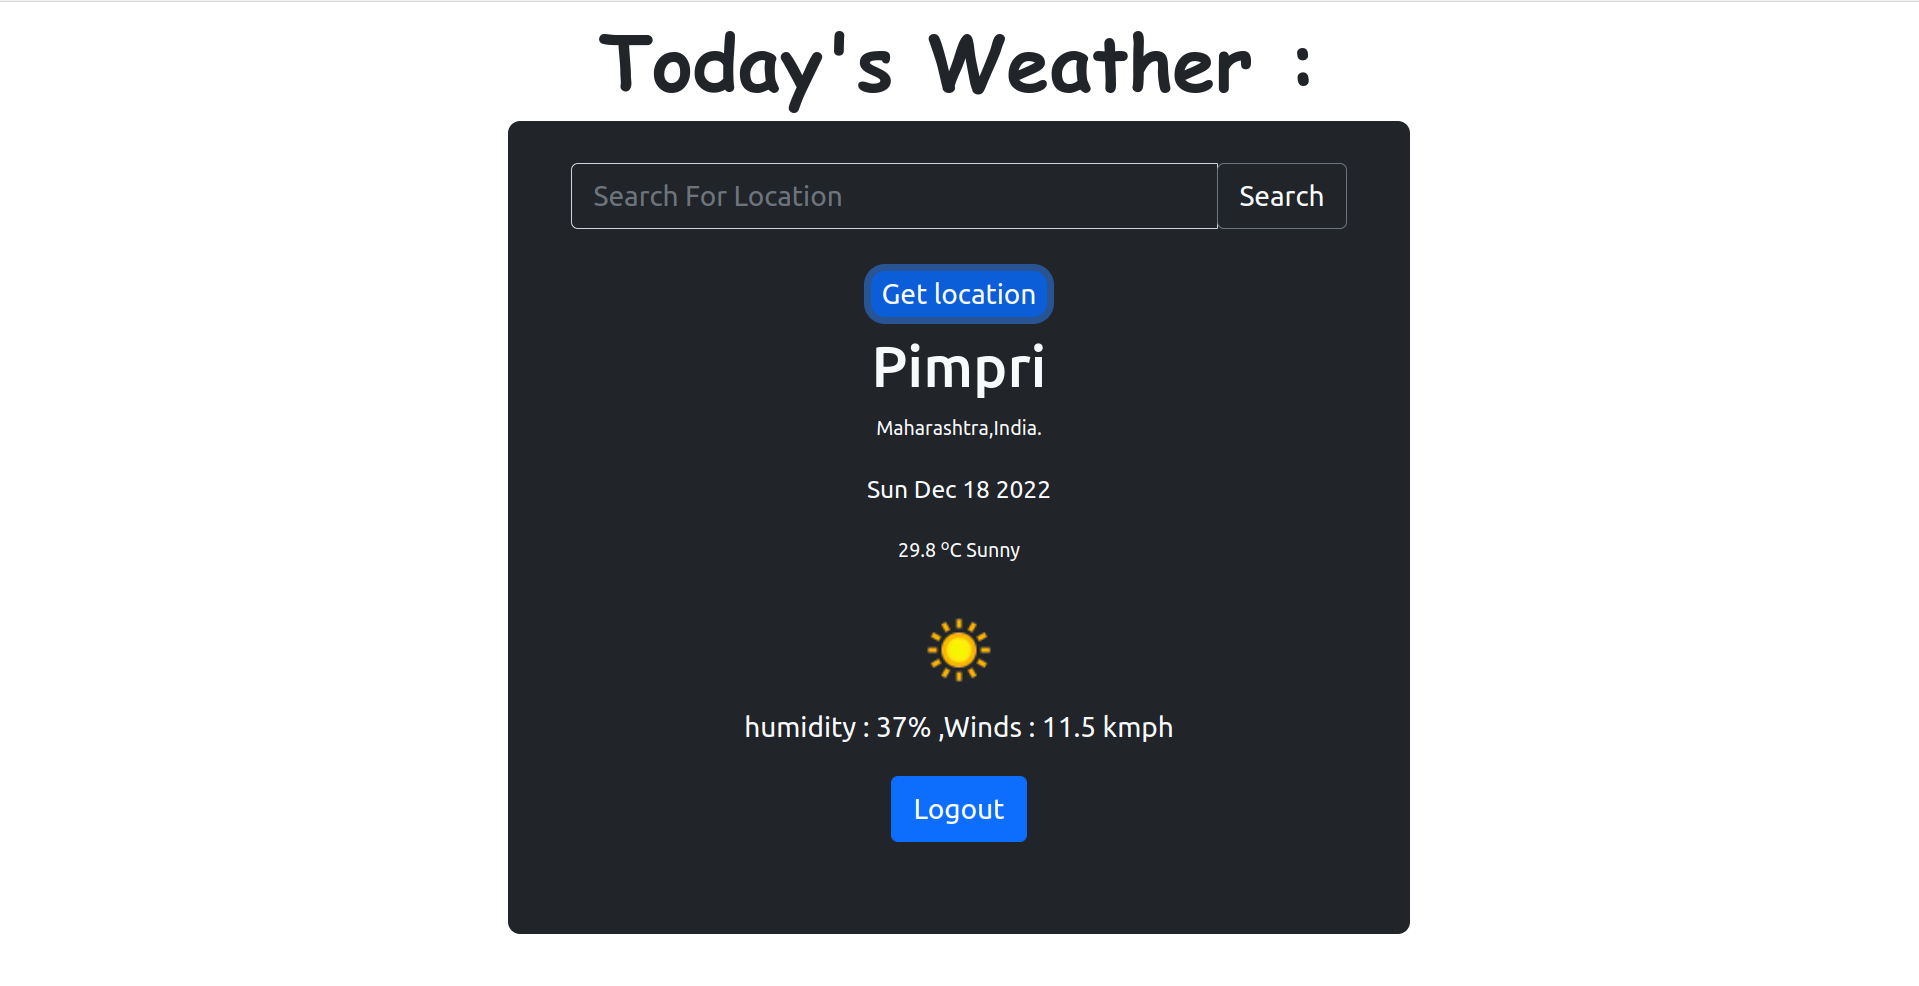 Today's Weather :
Search For Location Search
Get location
Pimpri
Maharashtra,India.
Sun Dec 18 2022
29.8 ºC Sunny
humidity : 37% ,Winds : 11.5 kmph
Logout